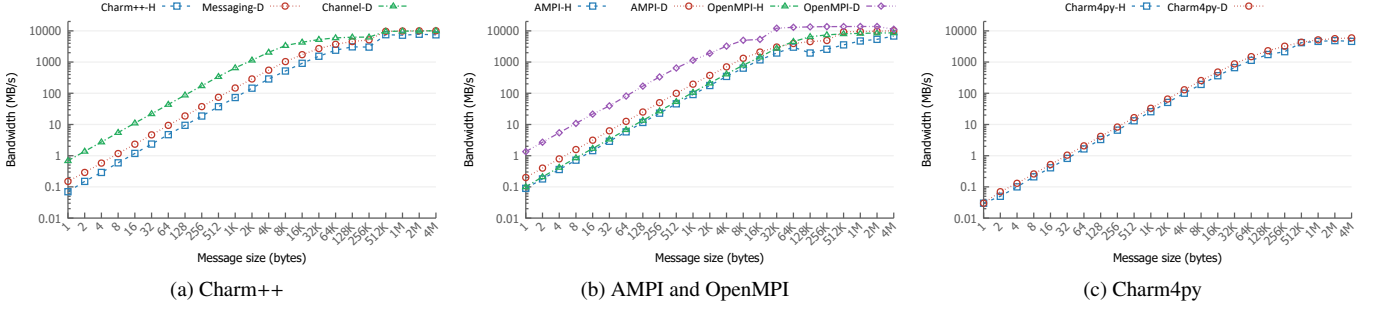 Charm++-H Messaging-D Channel-D
10000
1000
100
10
1
0.1
0.01
Bandwidth (MB/s)
1 2 4 8 16 32 64 128 256 512 1K 2K 4K 8K 16K 32K 64K 128K 256K 512K 1M 2M 4M
Message size (bytes)
(a) Charm++
AMPI-H AMPI-D OpenMPI-H OpenMPI-D
10000
1000
100
10
1
0.1
0.01
Bandwidth (MB/s)
1 2 4 8 16 32 64 128 256 512 1K 2K 4K 8K 16K 32K 64K 128K 256K 512K 1M 2M 4M
Message size (bytes)
(b) AMPI and OpenMPI
Charm4py-H Charm4py-D
10000
1000
100
10
1
0.1
0.01
Bandwidth (MB/s)
1 2 4 8 16 32 64 128 256 512 1K 2K 4K 8K 16K 32K 64K 128K 256K 512K 1M 2M 4M
Message size (bytes)
(c) Charm4py